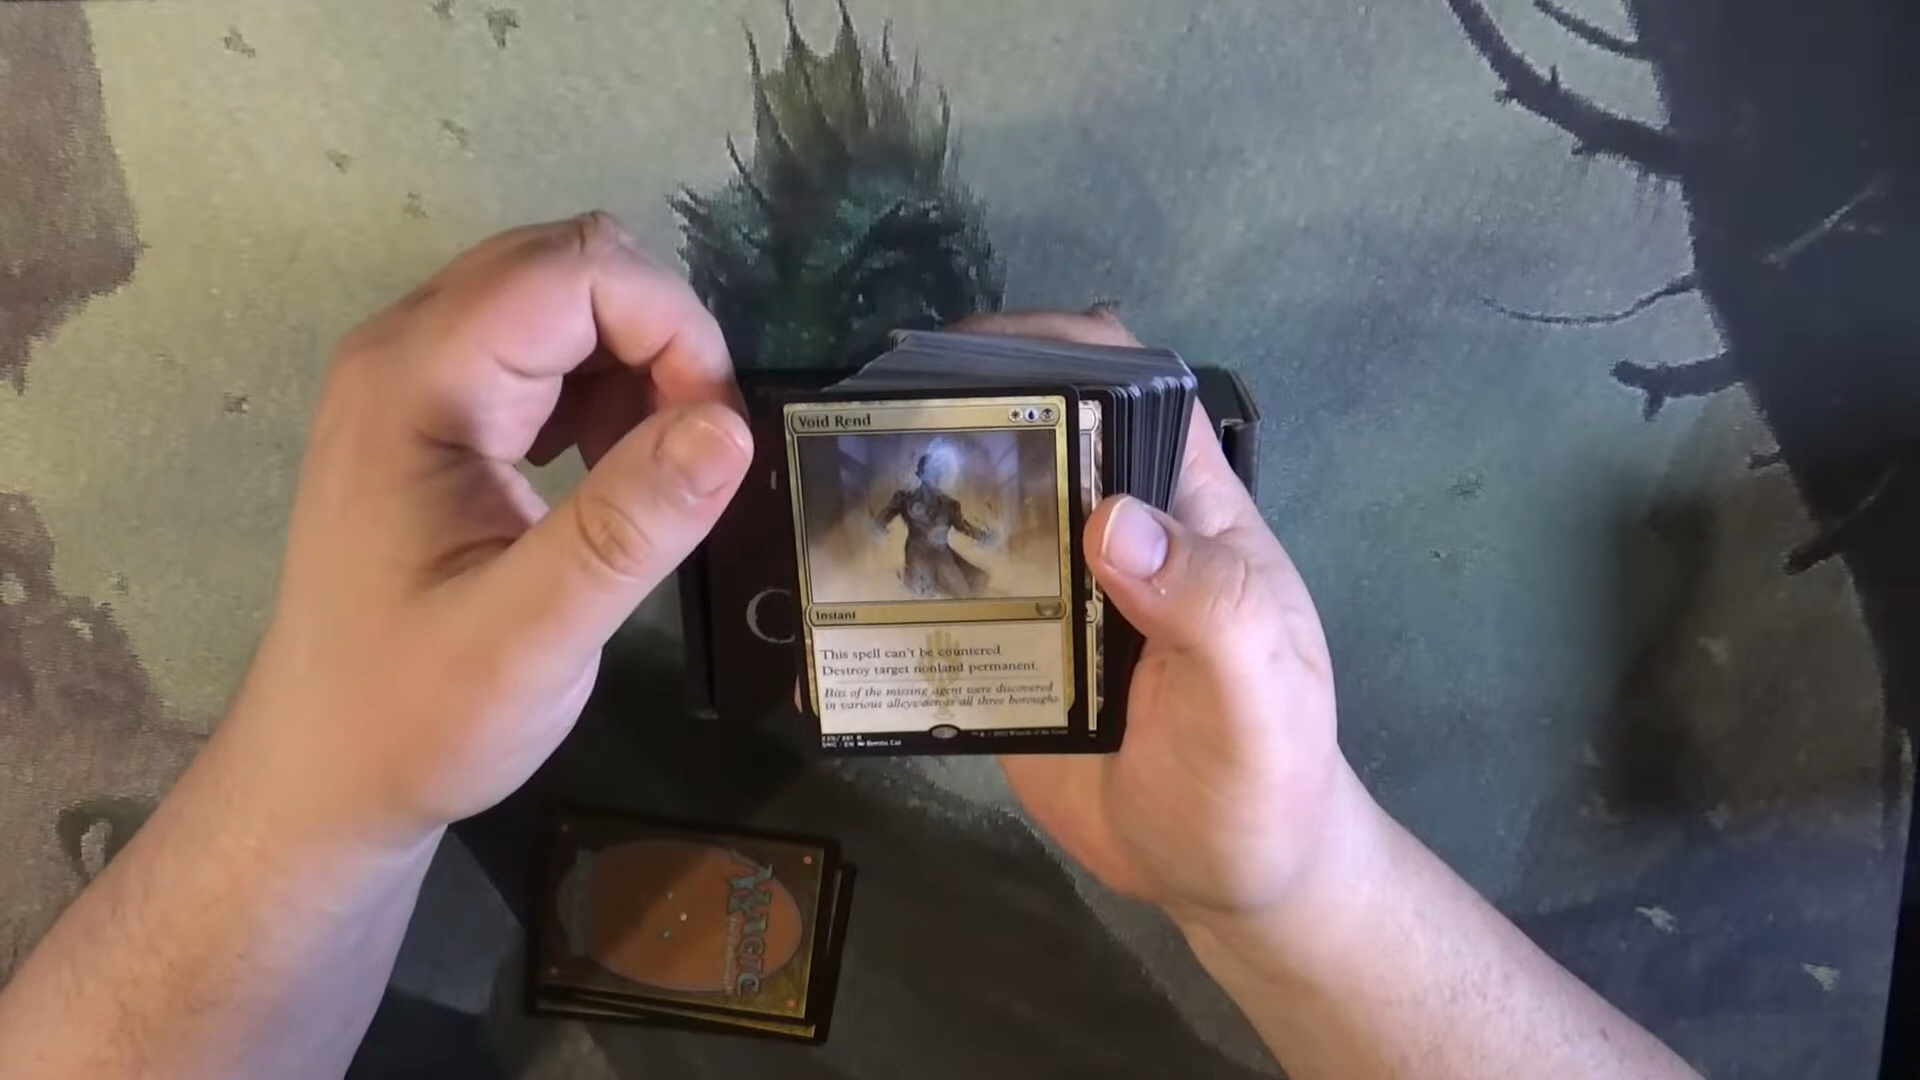 Void Rend
Instant
This spell can't be countered.
Destroy target nonland permanent.
Bits of the missing agent were discovered
in various alleys across all three boroughs.
MAGIC